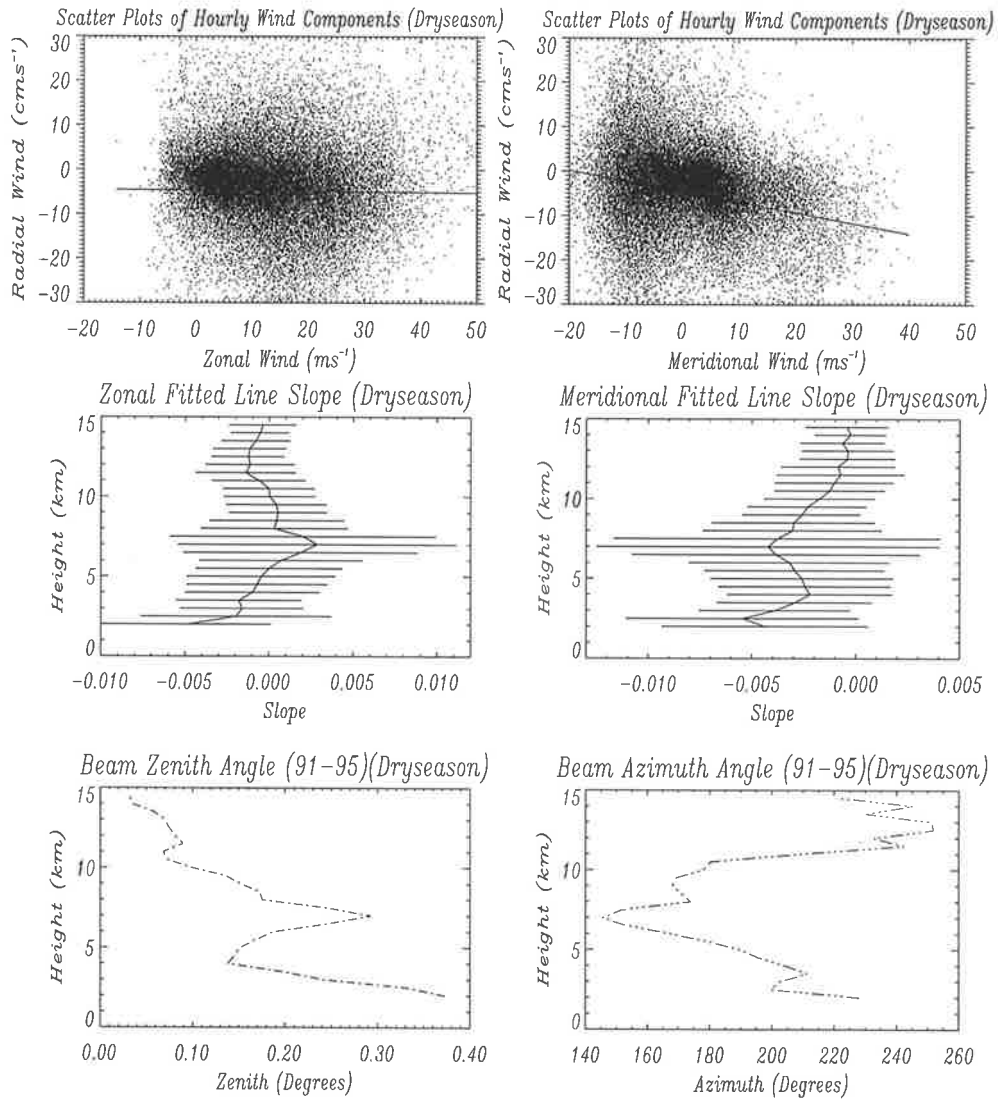 Scatter Plots of Hourly Wind Components (Dryseason)
Radial Wind (cms⁻¹)
30
20
10
0
-10
-20
-30
-20 -10 0 10 20 30 40 50
Zonal Wind (ms⁻¹)
Scatter Plots of Hourly Wind Components (Dryseason)
Radial Wind (cms⁻¹)
30
20
10
0
-10
-20
-30
-20 -10 0 10 20 30 40 50
Meridional Wind (ms⁻¹)
Zonal Fitted Line Slope (Dryseason)
Height (km)
15
10
5
0
-0.010 -0.005 0.000 0.005 0.010
Slope
Meridional Fitted Line Slope (Dryseason)
Height (km)
15
10
5
0
-0.010 -0.005 0.000 0.005
Slope
Beam Zenith Angle (91-95)(Dryseason)
Height (km)
15
10
5
0
0.00 0.10 0.20 0.30 0.40
Zenith (Degrees)
Beam Azimuth Angle (91-95)(Dryseason)
Height (km)
15
10
5
0
140 160 180 200 220 240 260
Azimuth (Degrees)